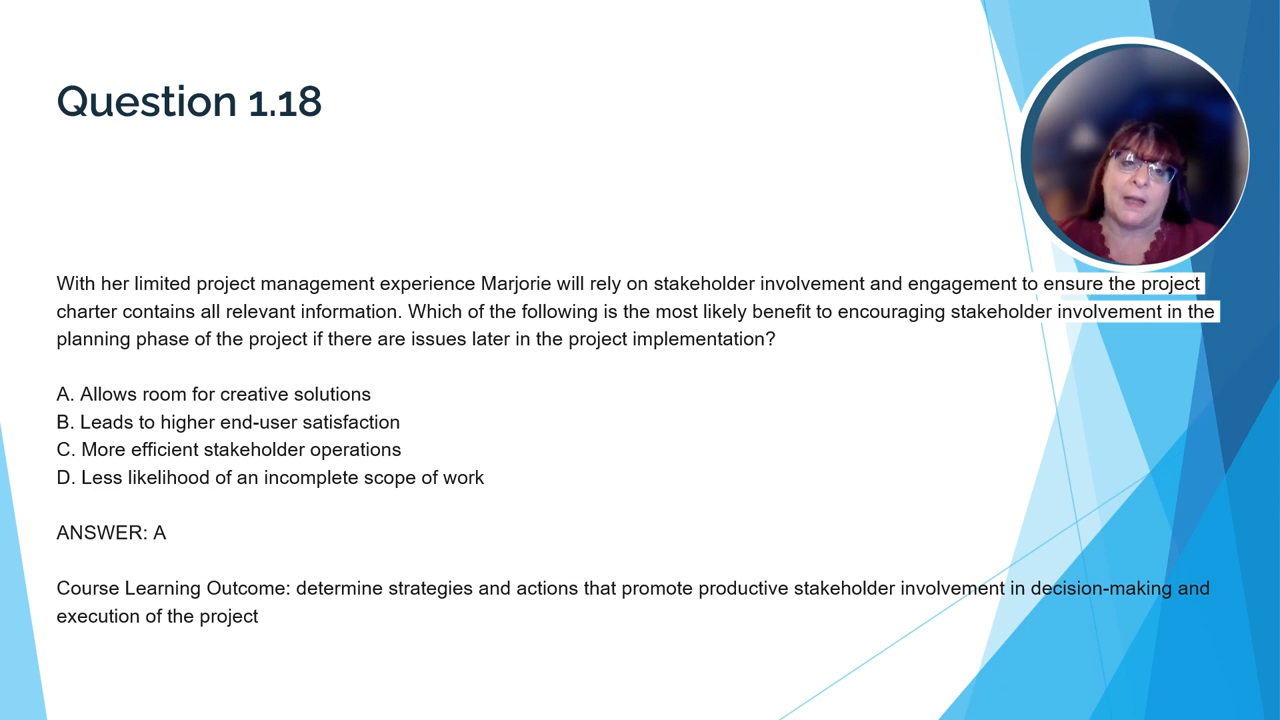 Question 1.18
With her limited project management experience Marjorie will rely on stakeholder involvement and engagement to ensure the project
charter contains all relevant information. Which of the following is the most likely benefit to encouraging stakeholder involvement in the
planning phase of the project if there are issues later in the project implementation?
A. Allows room for creative solutions
B. Leads to higher end-user satisfaction
C. More efficient stakeholder operations
D. Less likelihood of an incomplete scope of work
ANSWER: A
Course Learning Outcome: determine strategies and actions that promote productive stakeholder involvement in decision-making and
execution of the project